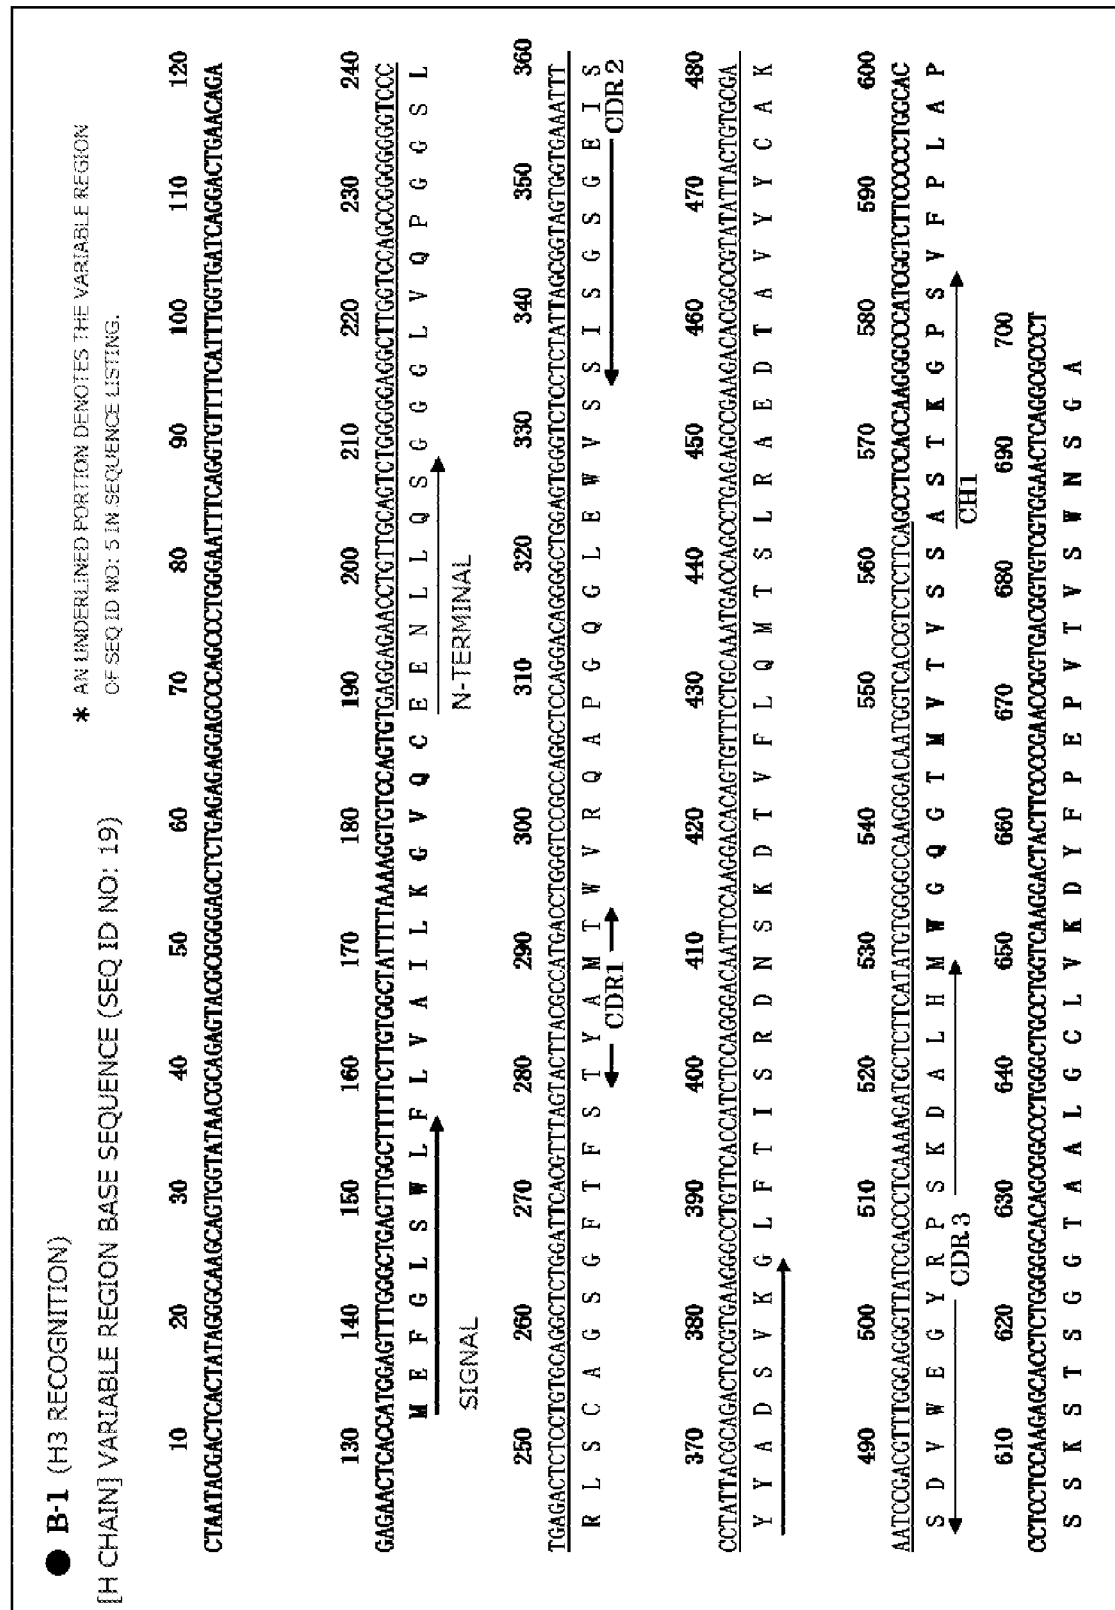 ● B-1 (H3 RECOGNITION)
[H CHAIN] VARIABLE REGION BASE SEQUENCE (SEQ ID NO: 19)
* AN UNDERLINED PORTION DENOTES THE VARIABLE REGION
OF SEQ ID NO: 5 IN SEQUENCE LISTING.
10 20 30 40 50 60 70 80 90 100 110 120
CTAATACGACTCACTATAGGGCAAGCAGTGGTATAACGCAGAGTACGCGGGGAGCTCTGAGAGAGGAGCCCAGCCCTGGGAATTTCAGGTGTTTTCATTTGGTGATCAGGACTGAACAGA
130 140 150 160 170 180 190 200 210 220 230 240
GAGAACTCACCATGGAGTTTGGGCTGAGTTGGCTTTTTCTTGTGGCTATTTTAAAAGGTGTCCAGTGTGAGGAGAACCTGTTGCAGTCTGGGGGAGGCTTGGTCCAGCCGGGGGGGTCCC
M E F G L S W L F L V A I L K G V Q C E E N L L Q S G G G L V Q P G G S L
SIGNAL
N-TERMINAL
250 260 270 280 290 300 310 320 330 340 350 360
TGAGACTCTCCTGTGCAGGCTCTGGATTCACGTTTAGTACTTACGCCATGACCTGGGTCCGCCAGGCTCCAGGACAGGGGCTGGAGTGGGTCTCCTCTATTAGCGGTAGTGGTGAAATTT
R L S C A G S G F T F S T Y A M T W V R Q A P G Q G L E W V S S I S G S G E I S
CDR1
CDR2
370 380 390 400 410 420 430 440 450 460 470 480
CCTATTACGCAGACTCCGTGAAGGGCCTGTTCACCATCTCCAGGGACAATTCCAAGGACACAGTGTTTCTGCAAATGACCAGCCTGAGAGCCGAAGACACGGCCGTATATTACTGTGCGA
Y Y A D S V K G L F T I S R D N S K D T V F L Q M T S L R A E D T A V Y Y C A K
490 500 510 520 530 540 550 560 570 580 590 600
AATCCGACGTTTGGGAGGGTTATCGACCCTCAAAAGATGCTCTTCATATGTGGGGCCAAGGGACAATGGTCACCGTCTCTTCAGCCTCCACCAAGGGCCCATCGGTCTTCCCCCTGGCAC
S D V W E G Y R P S K D A L H M W G Q G T M V T V S S A S T K G P S V F P L A P
CDR3
CH1
610 620 630 640 650 660 670 680 690 700
CCTCCTCCAAGAGCACCTCTGGGGGCACAGCGGCCCTGGGCTGCCTGGTCAAGGACTACTTCCCCGAACCGGTGACGGTGTCGTGGAACTCAGGCGCCCT
S S K S T S G G T A A L G C L V K D Y F P E P V T V S W N S G A